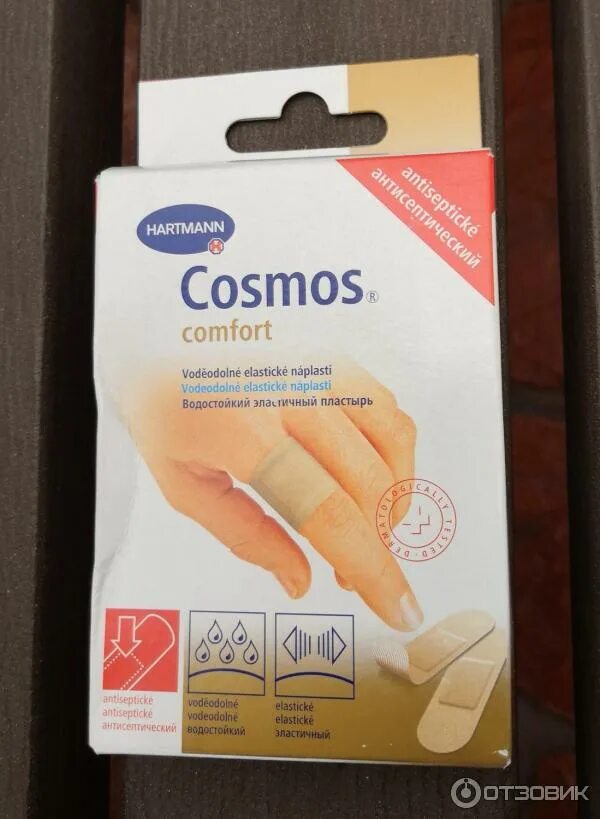 antiseptické
антисептический
HARTMANN
Cosmos®
comfort
Voděodolné elastické náplasti
Vodeodolné elastické náplasti
Водостойкий эластичный пластырь
DERMATOLOGICALLY TESTED
antiseptické
antiseptické
антисептический
voděodolné
vodeodolné
водостойкий
elastické
elastické
эластичный
ОТЗОВИК